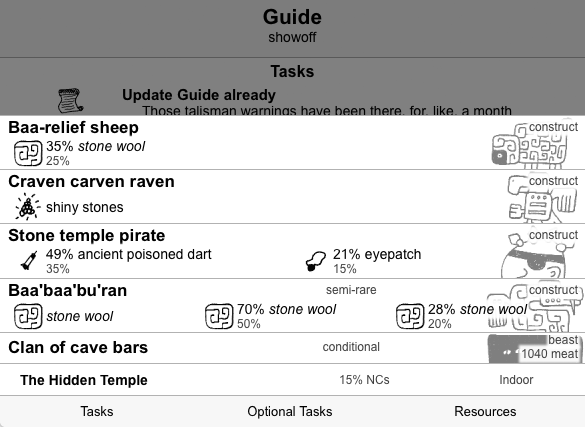 Guide
showoff
Tasks
Update Guide already
Those talisman warnings have been there, for, like, a month
Baa-relief sheep
construct
35% stone wool
25%
Craven carven raven
construct
shiny stones
Stone temple pirate
construct
49% ancient poisoned dart
35%
21% eyepatch
15%
Baa'baa'bu'ran
semi-rare
construct
stone wool
70% stone wool
50%
28% stone wool
20%
Clan of cave bars
conditional
beast
1040 meat
The Hidden Temple
15% NCs
Indoor
Tasks
Optional Tasks
Resources